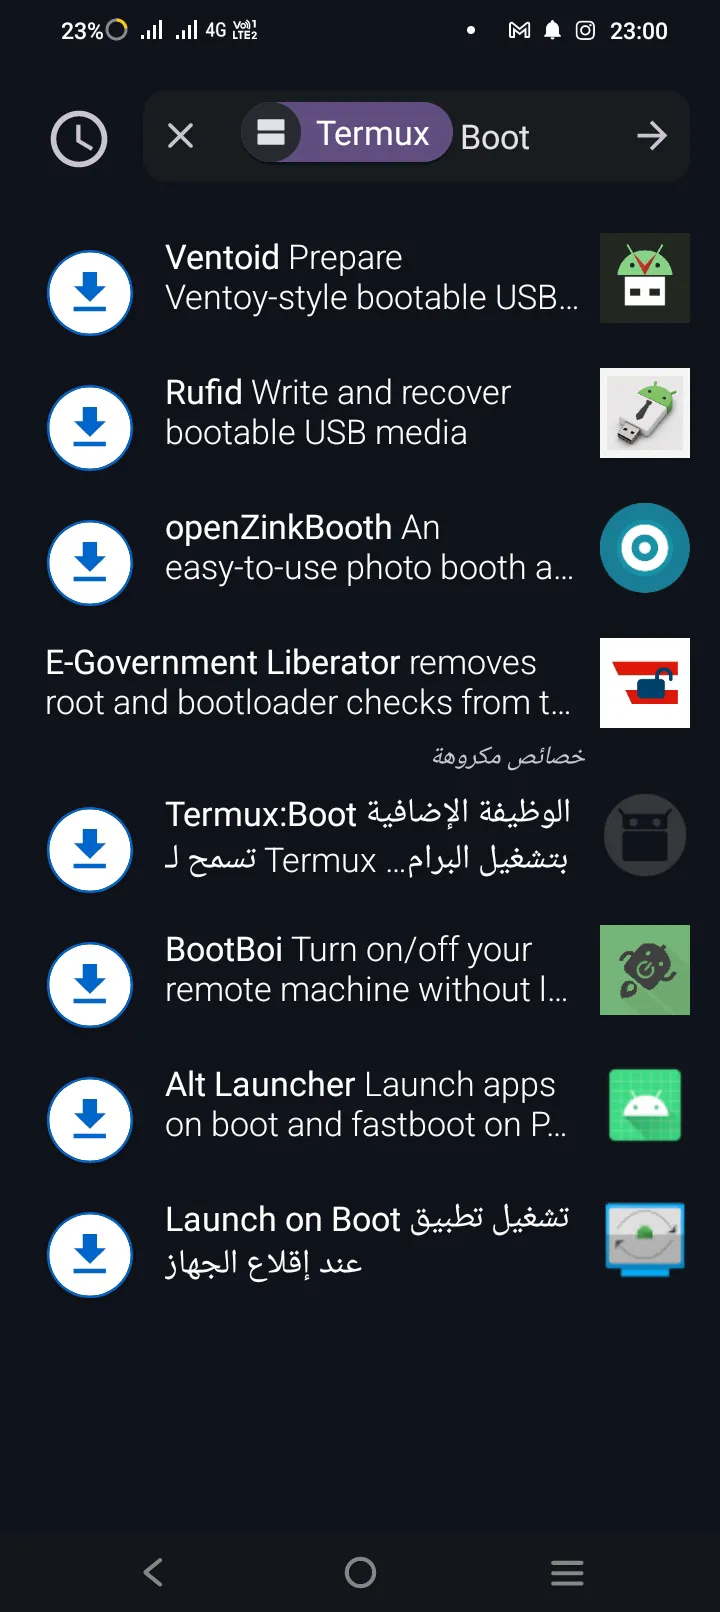 23% 4G Vo))1 LTE2 23:00
Termux Boot
Ventoid Prepare
Ventoy-style bootable USB...
Rufid Write and recover
bootable USB media
openZinkBooth An
easy-to-use photo booth a...
E-Government Liberator removes
root and bootloader checks from t...
خصائص مكروهة
Termux:Boot الوظيفة الإضافية
تسمح لـ Termux بتشغيل البرام...
BootBoi Turn on/off your
remote machine without l...
Alt Launcher Launch apps
on boot and fastboot on P...
Launch on Boot تشغيل تطبيق
عند إقلاع الجهاز